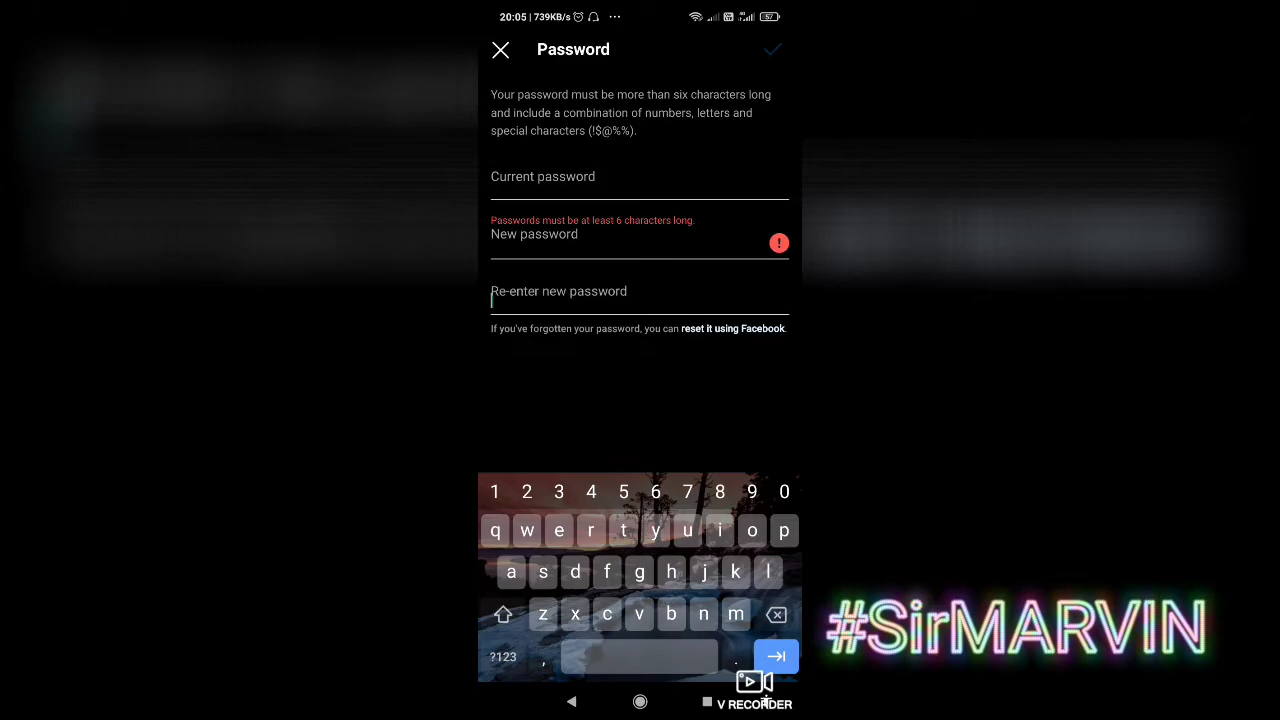 20:05 | 739KB/s
57
Password
Your password must be more than six characters long
and include a combination of numbers, letters and
special characters (!$@%%).
Current password
Passwords must be at least 6 characters long.
New password
!
Re-enter new password
If you've forgotten your password, you can reset it using Facebook.
1 2 3 4 5 6 7 8 9 0
q w e r t y u i o p
a s d f g h j k l
z x c v b n m
?123 , .
#SirMARVIN
V RECORDER